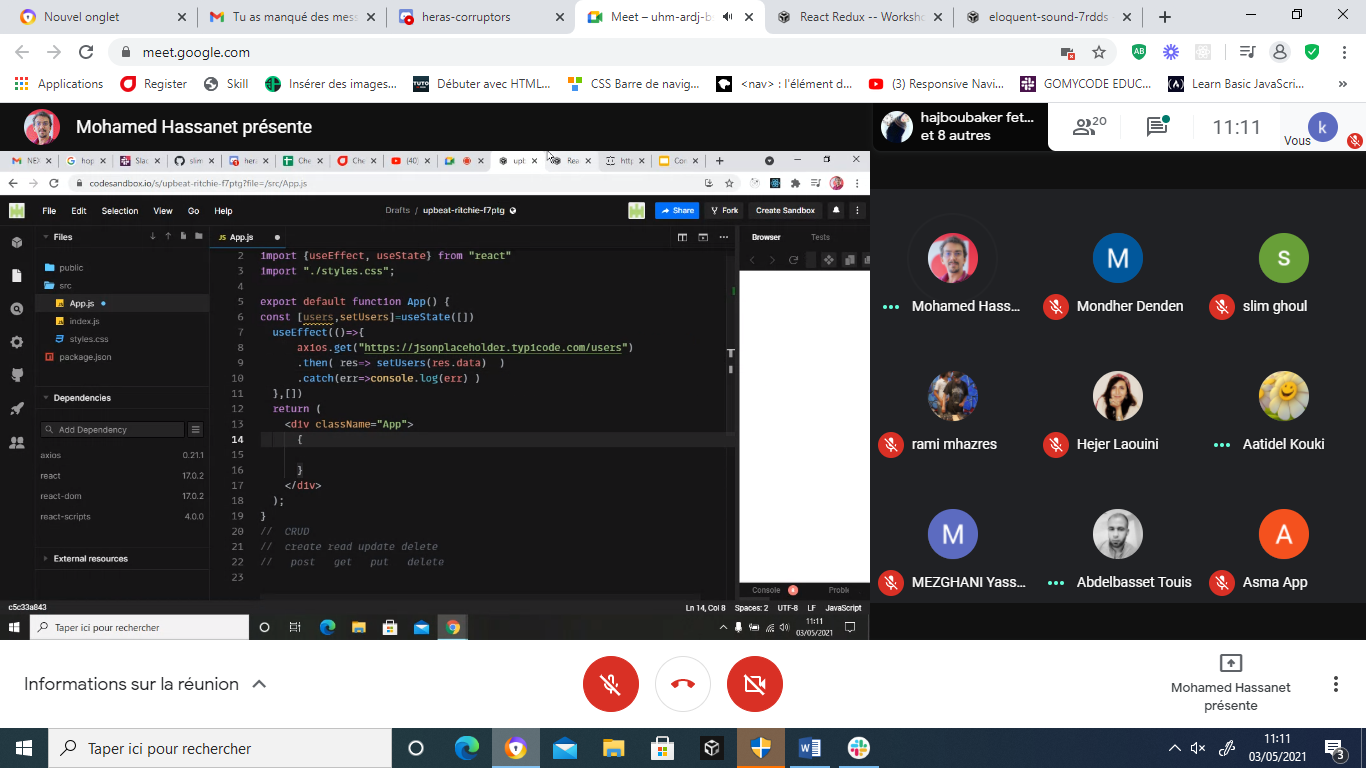 Nouvel onglet
Tu as manqué des mess
heras-corruptors
Meet – uhm-ardj-b
React Redux -- Worksho
eloquent-sound-7rdds
meet.google.com
Applications
Register
Skill
Insérer des images...
Débuter avec HTML...
CSS Barre de navig...
<nav> : l'élément d...
(3) Responsive Navi...
GOMYCODE EDUC...
Learn Basic JavaScri...
»
Mohamed Hassanet présente
hajboubaker fet...
et 8 autres
20
11:11
Vous
k
codesandbox.io/s/upbeat-ritchie-f7ptg?file=/src/App.js
File Edit Selection View Go Help
Drafts / upbeat-ritchie-f7ptg
Share
Fork
Create Sandbox
Files
App.js
Browser
Tests
public
src
App.js
index.js
styles.css
package.json
Dependencies
Add Dependency
axios 0.21.1
react 17.0.2
react-dom 17.0.2
react-scripts 4.0.0
External resources
2 import {useEffect, useState} from "react"
3 import "./styles.css";
4
5 export default function App() {
6 const [users,setUsers]=useState([])
7 useEffect(()=>{
8 axios.get("https://jsonplaceholder.typicode.com/users")
9 .then( res=> setUsers(res.data) )
10 .catch(err=>console.log(err) )
11 },[])
12 return (
13 <div className="App">
14 {
15
16 }
17 </div>
18 );
19 }
20 // CRUD
21 // create read update delete
22 // post get put delete
23
Console
Proble
c5c33a843
Ln 14, Col 8 Spaces: 2 UTF-8 LF JavaScript
Taper ici pour rechercher
11:11
03/05/2021
Mohamed Hass...
M
Mondher Denden
s
slim ghoul
rami mhazres
Hejer Laouini
Aatidel Kouki
M
MEZGHANI Yass...
Abdelbasset Touis
A
Asma App
Informations sur la réunion
Mohamed Hassanet
présente
Taper ici pour rechercher
11:11
03/05/2021
3